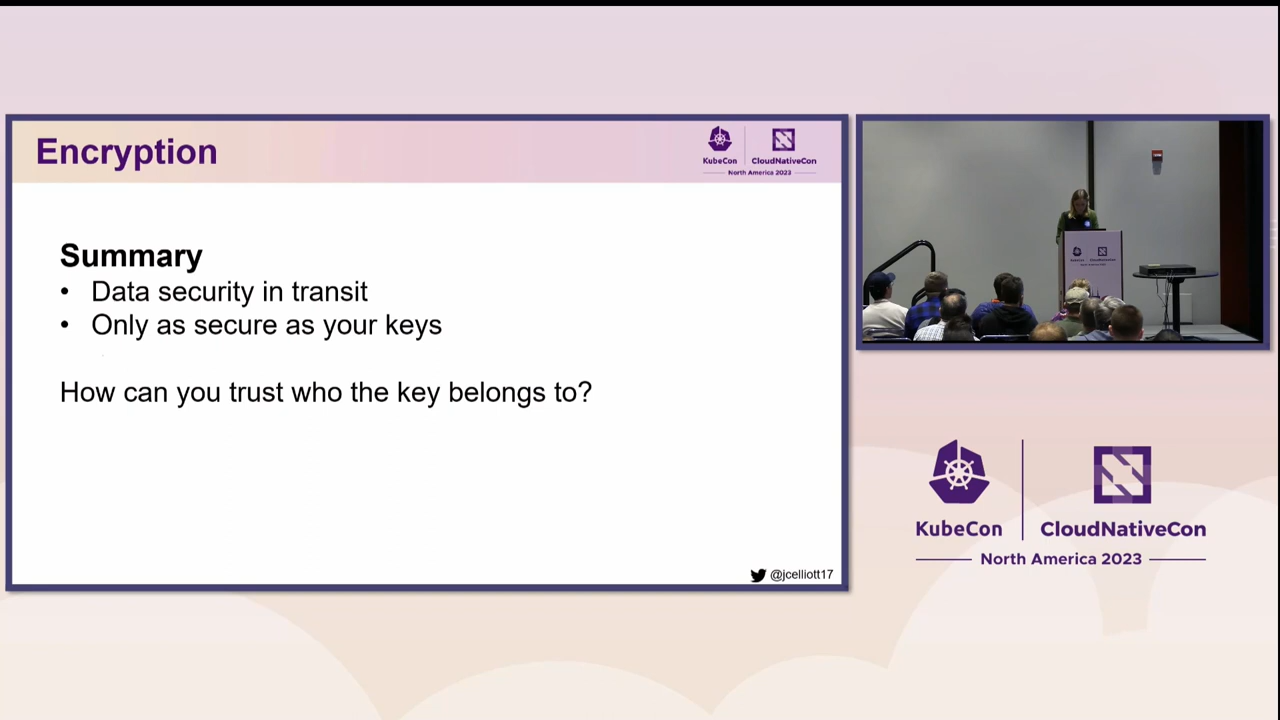 Encryption
KubeCon
CloudNativeCon
North America 2023
Summary
• Data security in transit
• Only as secure as your keys
How can you trust who the key belongs to?
@jcelliott17
KubeCon
CloudNativeCon
North America 2023